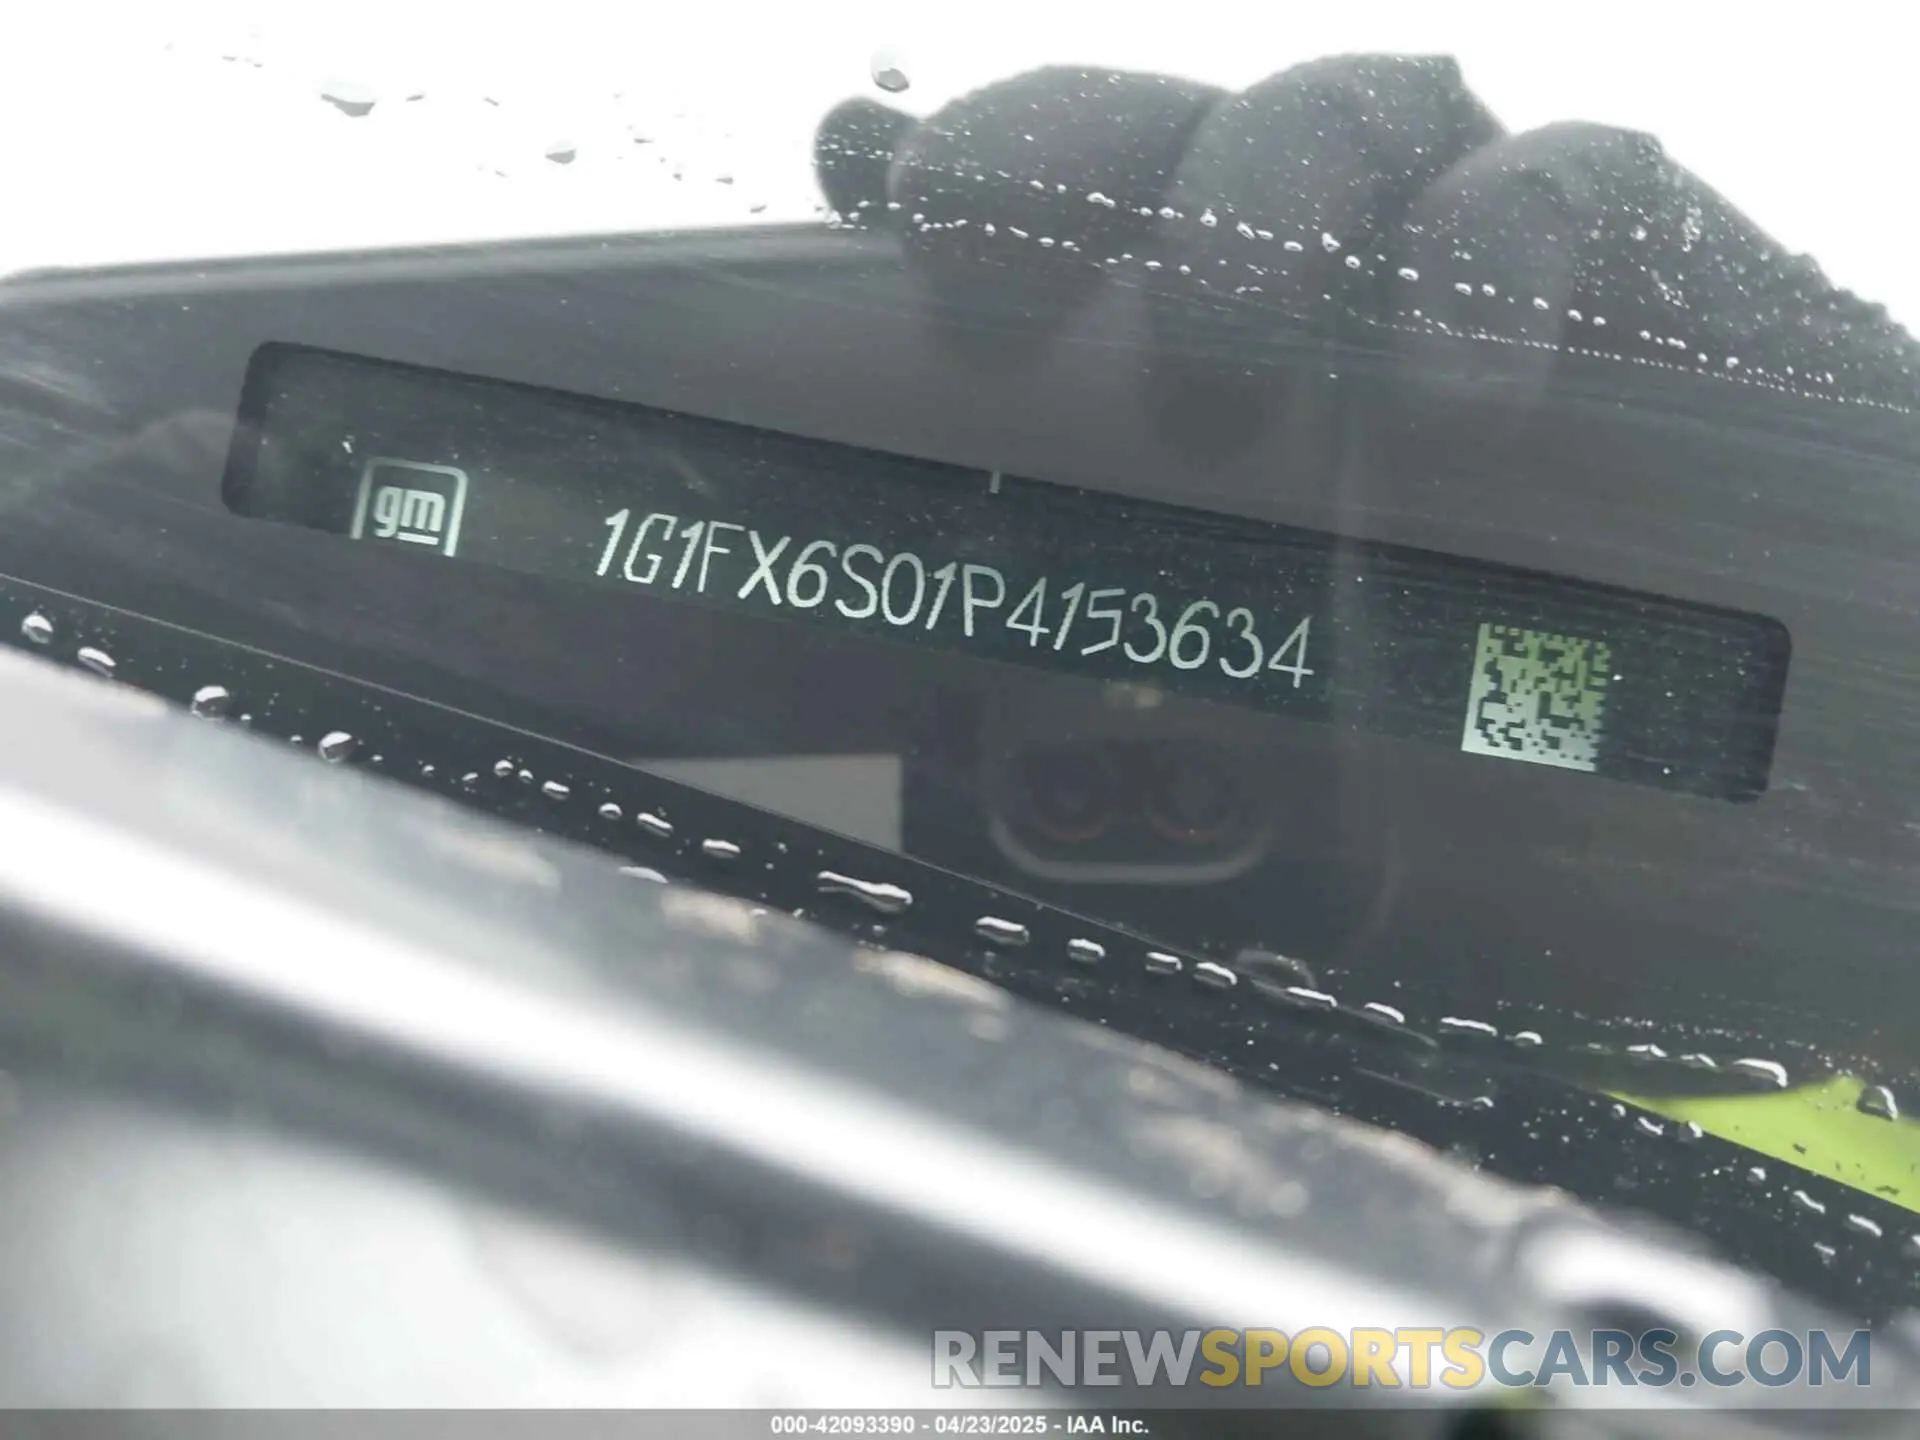 gm
1G1FX6S01P4153634
RENEWSPORTSCARS.COM
000-42093390 - 04/23/2025 - IAA Inc.